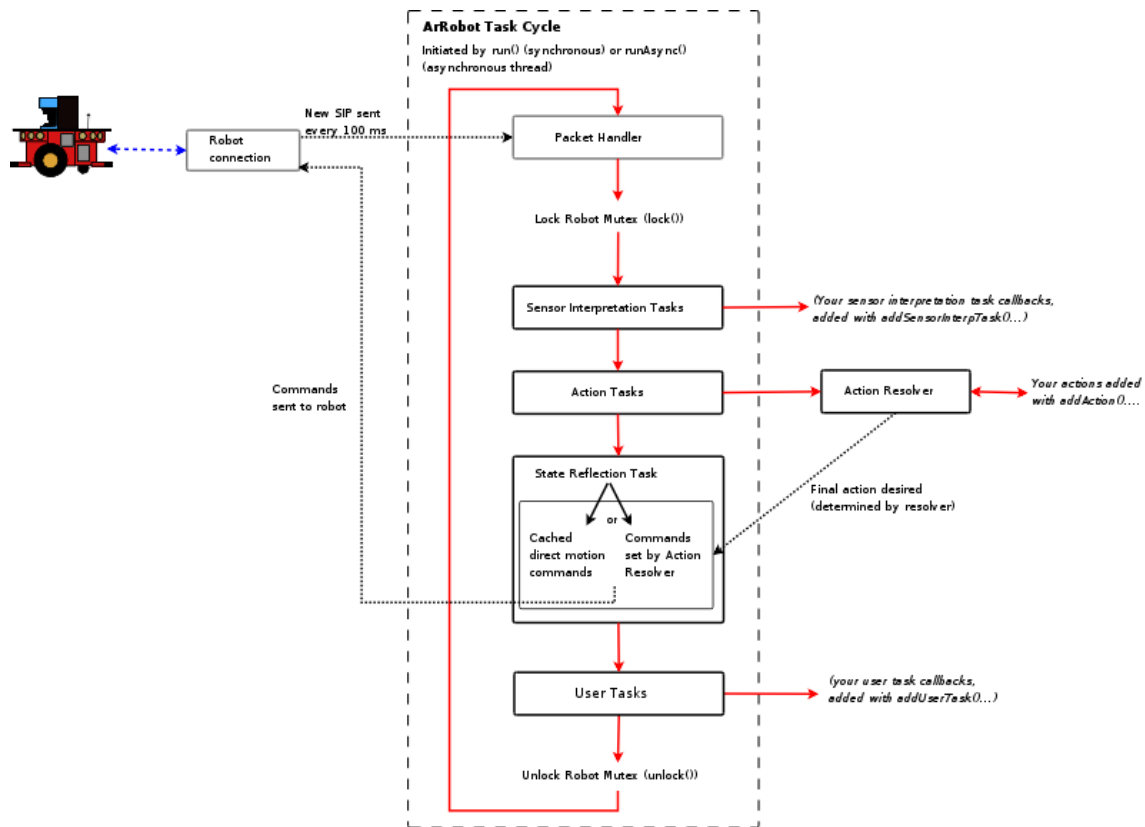 ArRobot Task Cycle
Initiated by run() (synchronous) or runAsync()
(asynchronous thread)
New SIP sent
every 100 ms
Robot
connection
Packet Handler
Lock Robot Mutex (lock())
Sensor Interpretation Tasks
(Your sensor interpretation task callbacks,
added with addSensorInterpTask()...)
Commands
sent to robot
Action Tasks
Action Resolver
Your actions added
with addAction()....
State Reflection Task
or
Cached
direct motion
commands
Commands
set by Action
Resolver
Final action desired
(determined by resolver)
User Tasks
(your user task callbacks,
added with addUserTask()...)
Unlock Robot Mutex (unlock())